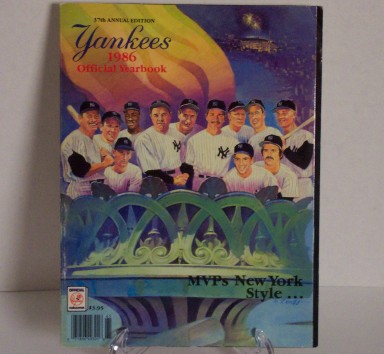 37th ANNUAL EDITION
Yankees
1986
Official Yearbook
MVPs New York
Style ...